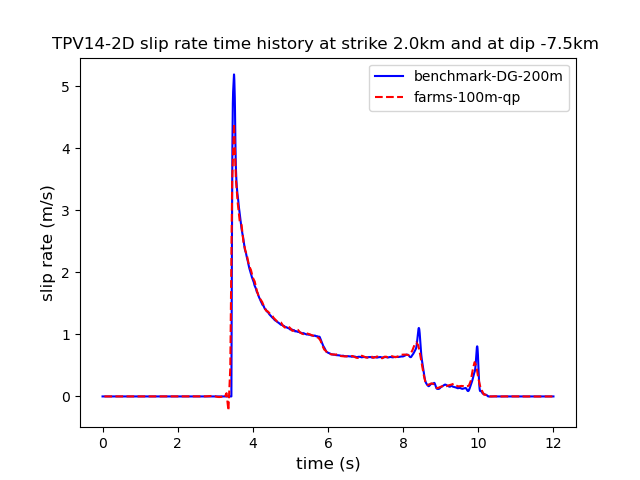 TPV14-2D slip rate time history at strike 2.0km and at dip -7.5km
benchmark-DG-200m
farms-100m-qp
slip rate (m/s)
5
4
3
2
1
0
0 2 4 6 8 10 12
time (s)